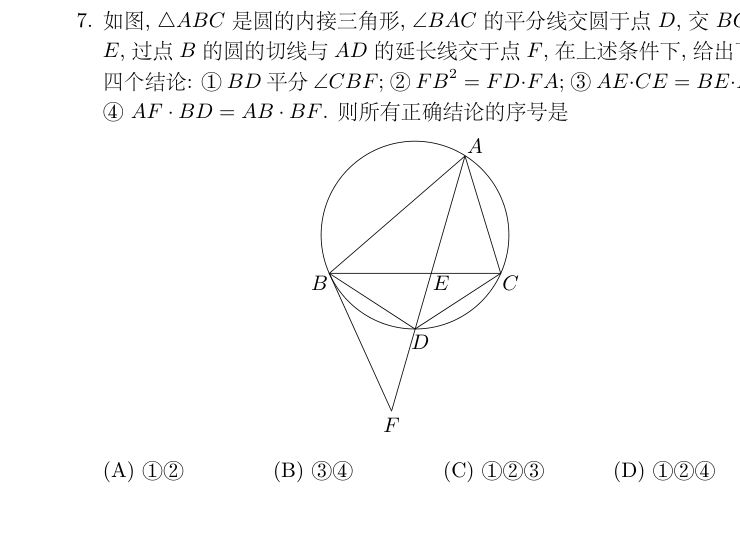 7. 如图, △ABC 是圆的内接三角形, ∠BAC 的平分线交圆于点 D, 交 BC
E, 过点 B 的圆的切线与 AD 的延长线交于点 F, 在上述条件下, 给出
四个结论: ① BD 平分 ∠CBF; ② FB² = FD·FA; ③ AE·CE = BE·
④ AF · BD = AB · BF. 则所有正确结论的序号是
A
B
E
C
D
F
(A) ①② (B) ③④ (C) ①②③ (D) ①②④